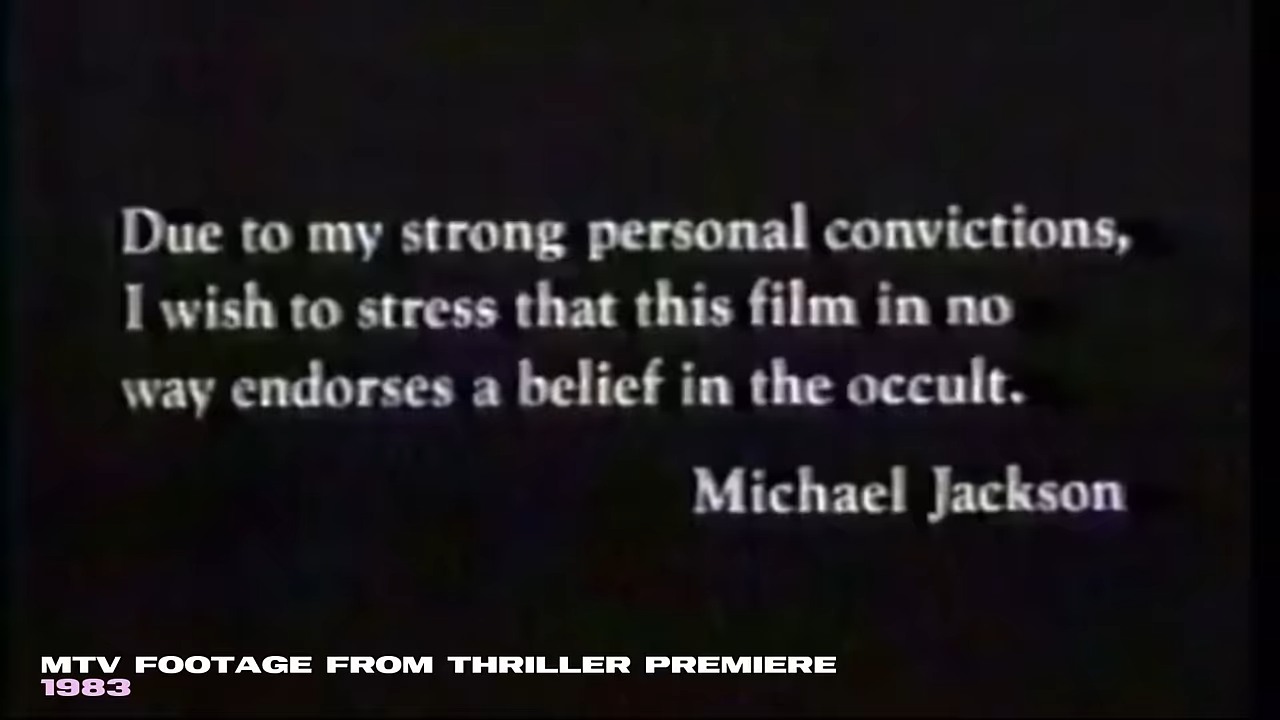 Due to my strong personal convictions,
I wish to stress that this film in no
way endorses a belief in the occult.
Michael Jackson
MTV FOOTAGE FROM THRILLER PREMIERE
1983